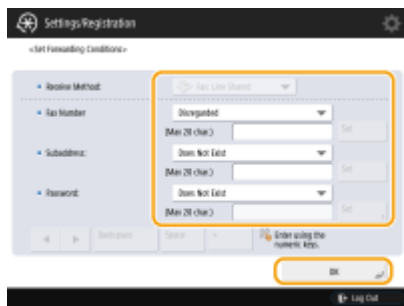 Settings/Registration
<Set Forwarding Conditions>
Receive Method:
Fax: Line Shared
Fax Number
Disregarded
(Max 20 char.)
Set
Subaddress:
Does Not Exist
(Max 20 char.)
Set
Password:
Does Not Exist
(Max 20 char.)
Set
Backspace
Space
+
Enter using the
numeric keys.
OK
Log Out